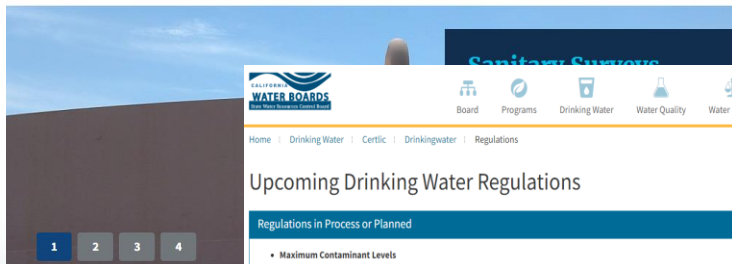 Sanitary Surveys
CALIFORNIA
WATER BOARDS
State Water Resources Control Board
Board Programs Drinking Water Water Quality Water
Home Drinking Water Certlic Drinkingwater Regulations
Upcoming Drinking Water Regulations
Regulations in Process or Planned
1 2 3 4
• Maximum Contaminant Levels